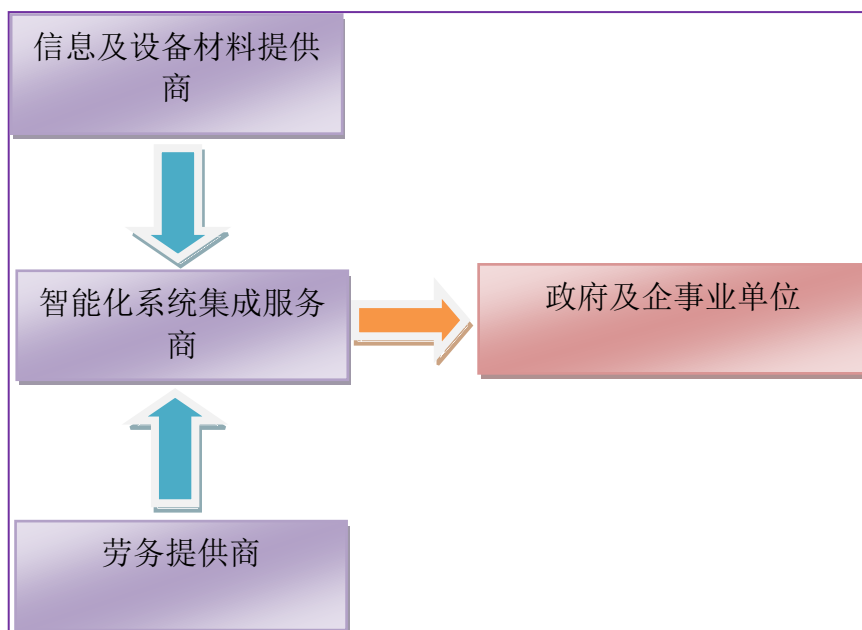 信息及设备材料提供
商
智能化系统集成服务
商
政府及企事业单位
劳务提供商